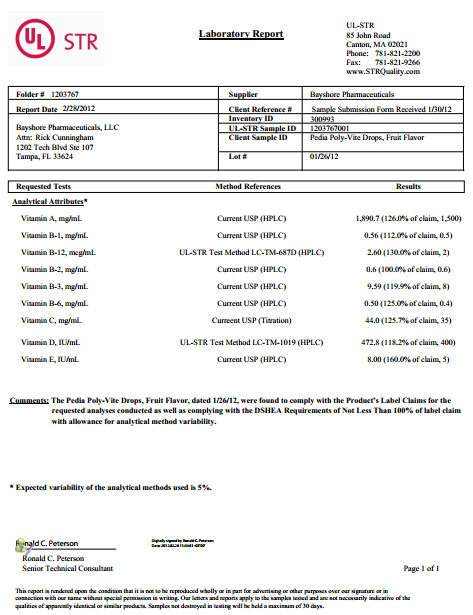 UL STR
Laboratory Report
UL-STR
85 John Road
Canton, MA 02021
Phone: 781-821-2200
Fax: 781-821-9266
www.STRQuality.com
Folder # 1203767
Supplier Bayshore Pharmaceuticals
Report Date 2/28/2012
Client Reference # Sample Submission Form Received 1/30/12
Inventory ID 300993
Bayshore Pharmaceuticals, LLC
UL-STR Sample ID 1203767001
Attn: Rick Cunningham
Client Sample ID Pedia Poly-Vite Drops, Fruit Flavor
1202 Tech Blvd Ste 107
Tampa, FL 33624
Lot # 01/26/12
Requested Tests Method References Results
Analytical Attributes*
Vitamin A, mg/mL Current USP (HPLC) 1,890.7 (126.0% of claim, 1,500)
Vitamin B-1, mg/mL Current USP (HPLC) 0.56 (112.0% of claim, 0.5)
Vitamin B-12, mcg/mL UL-STR Test Method LC-TM-687D (HPLC) 2.60 (130.0% of claim, 2)
Vitamin B-2, mg/mL Current USP (HPLC) 0.6 (100.0% of claim, 0.6)
Vitamin B-3, mg/mL Current USP (HPLC) 9.59 (119.9% of claim, 8)
Vitamin B-6, mg/mL Current USP (HPLC) 0.50 (125.0% of claim, 0.4)
Vitamin C, mg/mL Curreent USP (Titration) 44.0 (125.7% of claim, 35)
Vitamin D, IU/mL UL-STR Test Method LC-TM-1019 (HPLC) 472.8 (118.2% of claim, 400)
Vitamin E, IU/mL Current USP (HPLC) 8.00 (160.0% of claim, 5)
Comments: The Pedia Poly-Vite Drops, Fruit Flavor, dated 1/26/12, were found to comply with the Product's Label Claims for the
requested analyses conducted as well as complying with the DSHEA Requirements of Not Less Than 100% of label claim
with allowance for analytical method variability.
* Expected variability of the analytical methods used is 5%.
Ronald C. Peterson
Digitally signed by Ronald C. Peterson
Ronald C. Peterson
Senior Technical Consultant
Page 1 of 1
This report is rendered upon the condition that it is not to be reproduced wholly or in part for advertising or other purposes over our signature or in
connection with our name without special permission in writing. Our letters and reports apply to the samples tested and are not necessarily indicative of the
qualities of apparently identical or similar products. Samples not destroyed in testing will be held a maximum of 30 days.